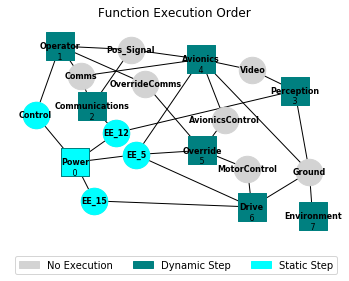 Function Execution Order
Operator
1
Pos_Signal
Avionics
4
Comms
Video
OverrideComms
Perception
3
Communications
2
Control
AvionicsControl
EE_12
EE_5
Override
5
Power
0
MotorControl
Ground
EE_15
Drive
6
Environment
7
No Execution
Dynamic Step
Static Step